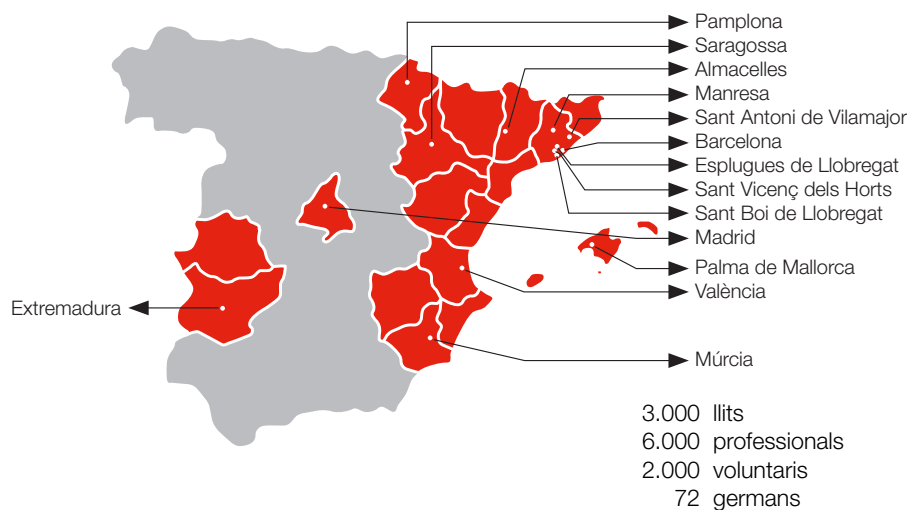 Pamplona
Saragossa
Almacelles
Manresa
Sant Antoni de Vilamajor
Barcelona
Esplugues de Llobregat
Sant Vicenç dels Horts
Sant Boi de Llobregat
Madrid
Palma de Mallorca
València
Extremadura
Múrcia
3.000 llits
6.000 professionals
2.000 voluntaris
72 germans